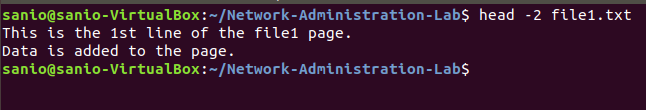 sanio@sanio-VirtualBox:~/Network-Administration-Lab$ head -2 file1.txt
This is the 1st line of the file1 page.
Data is added to the page.
sanio@sanio-VirtualBox:~/Network-Administration-Lab$